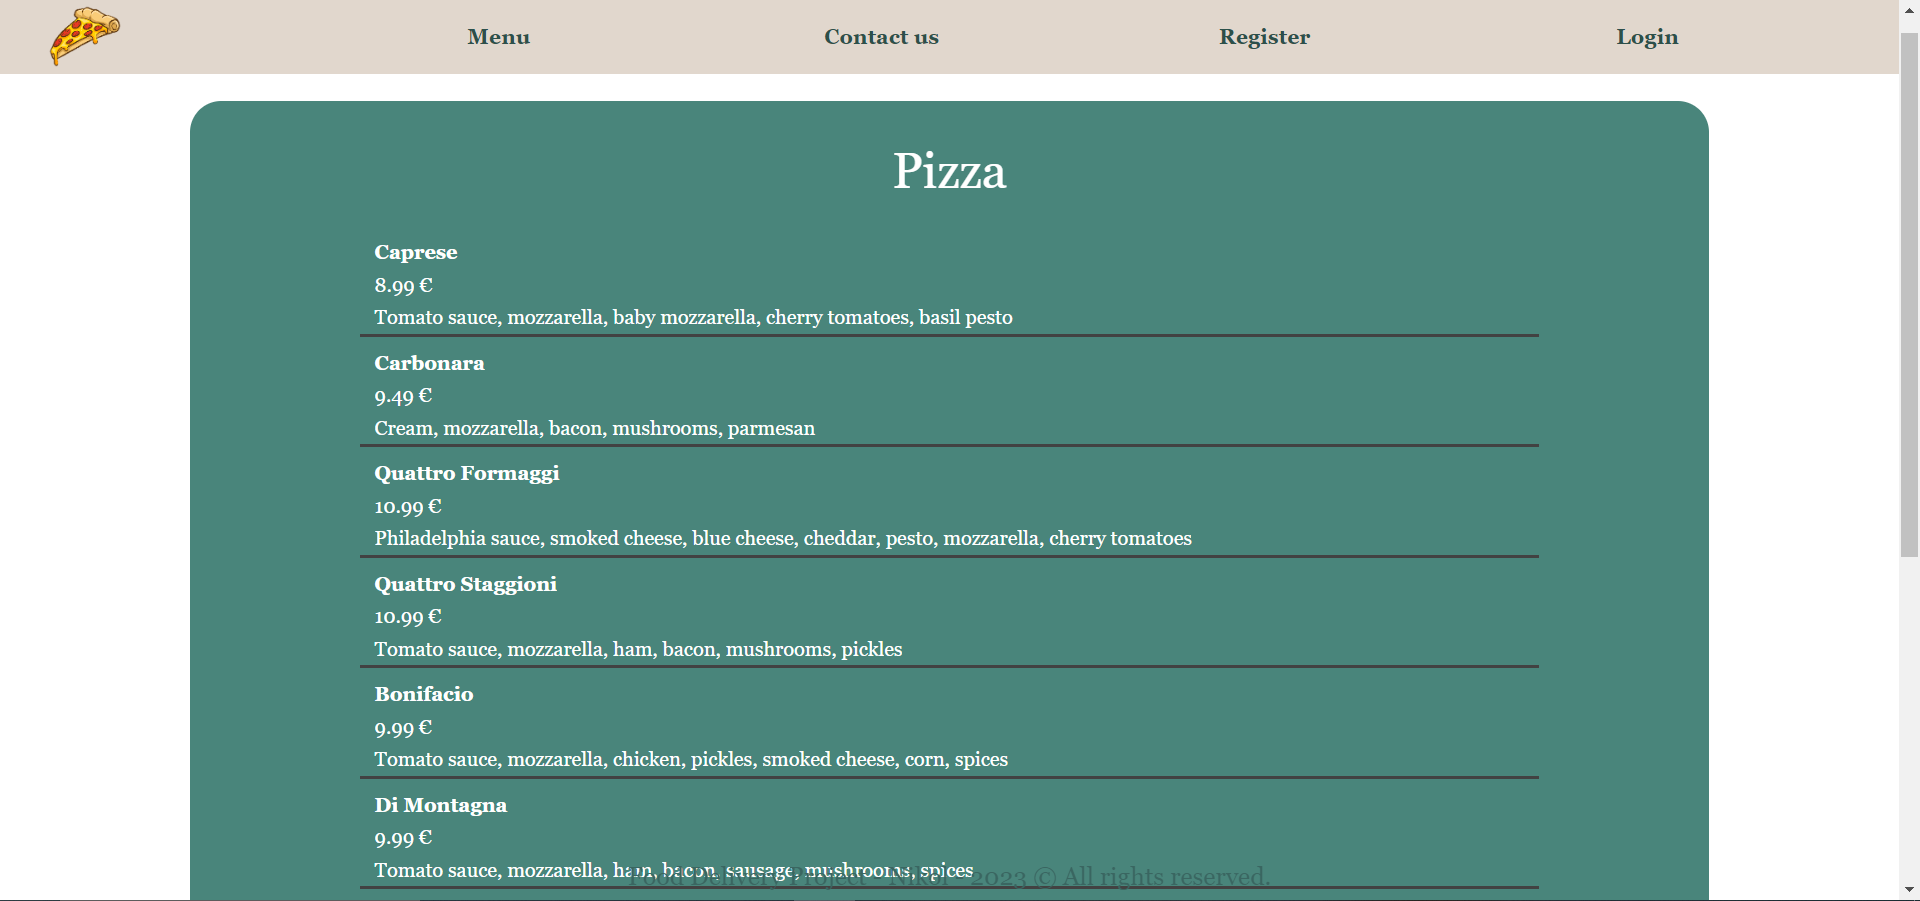 Menu Contact us Register Login
Pizza
Caprese
8.99 €
Tomato sauce, mozzarella, baby mozzarella, cherry tomatoes, basil pesto
Carbonara
9.49 €
Cream, mozzarella, bacon, mushrooms, parmesan
Quattro Formaggi
10.99 €
Philadelphia sauce, smoked cheese, blue cheese, cheddar, pesto, mozzarella, cherry tomatoes
Quattro Staggioni
10.99 €
Tomato sauce, mozzarella, ham, bacon, mushrooms, pickles
Bonifacio
9.99 €
Tomato sauce, mozzarella, chicken, pickles, smoked cheese, corn, spices
Di Montagna
9.99 €
Tomato sauce, mozzarella, ham, bacon, sausage, mushrooms, spices
Food Delivery Project - Nikol - 2023 © All rights reserved.